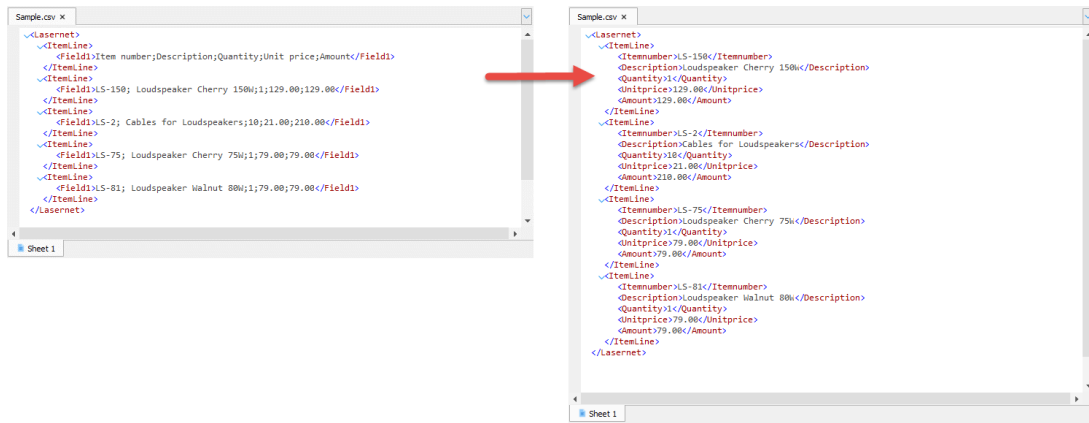 Sample.csv ×
<Lasernet>
<ItemLine>
<Field1>Item number;Description;Quantity;Unit price;Amount</Field1>
</ItemLine>
<ItemLine>
<Field1>LS-150; Loudspeaker Cherry 150W;1;129.00;129.00</Field1>
</ItemLine>
<ItemLine>
<Field1>LS-2; Cables for Loudspeakers;10;21.00;210.00</Field1>
</ItemLine>
<ItemLine>
<Field1>LS-75; Loudspeaker Cherry 75W;1;79.00;79.00</Field1>
</ItemLine>
<ItemLine>
<Field1>LS-81; Loudspeaker Walnut 80W;1;79.00;79.00</Field1>
</ItemLine>
</Lasernet>
Sheet 1
Sample.csv ×
<Lasernet>
<ItemLine>
<Itemnumber>LS-150</Itemnumber>
<Description>Loudspeaker Cherry 150W</Description>
<Quantity>1</Quantity>
<Unitprice>129.00</Unitprice>
<Amount>129.00</Amount>
</ItemLine>
<ItemLine>
<Itemnumber>LS-2</Itemnumber>
<Description>Cables for Loudspeakers</Description>
<Quantity>10</Quantity>
<Unitprice>21.00</Unitprice>
<Amount>210.00</Amount>
</ItemLine>
<ItemLine>
<Itemnumber>LS-75</Itemnumber>
<Description>Loudspeaker Cherry 75W</Description>
<Quantity>1</Quantity>
<Unitprice>79.00</Unitprice>
<Amount>79.00</Amount>
</ItemLine>
<ItemLine>
<Itemnumber>LS-81</Itemnumber>
<Description>Loudspeaker Walnut 80W</Description>
<Quantity>1</Quantity>
<Unitprice>79.00</Unitprice>
<Amount>79.00</Amount>
</ItemLine>
</Lasernet>
Sheet 1